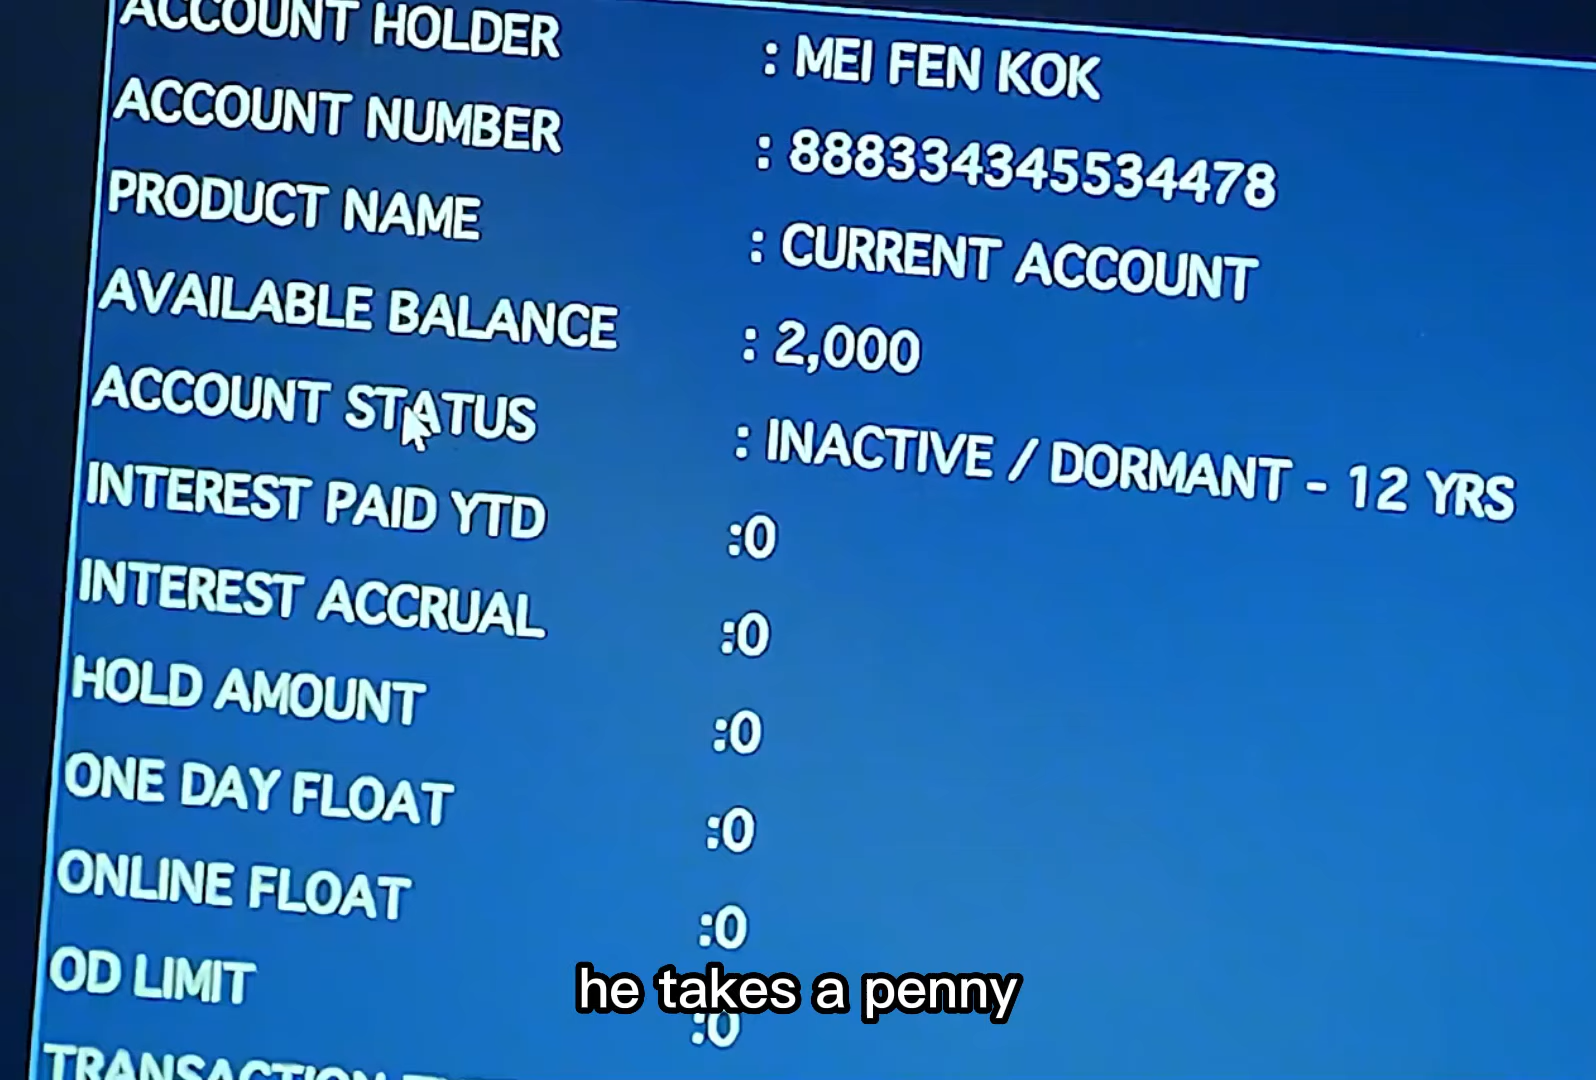 ACCOUNT HOLDER : MEI FEN KOK
ACCOUNT NUMBER : 888334345534478
PRODUCT NAME : CURRENT ACCOUNT
AVAILABLE BALANCE : 2,000
ACCOUNT STATUS : INACTIVE / DORMANT - 12 YRS
INTEREST PAID YTD :0
INTEREST ACCRUAL :0
HOLD AMOUNT :0
ONE DAY FLOAT :0
ONLINE FLOAT :0
OD LIMIT :0
he takes a penny
TRANSACTION